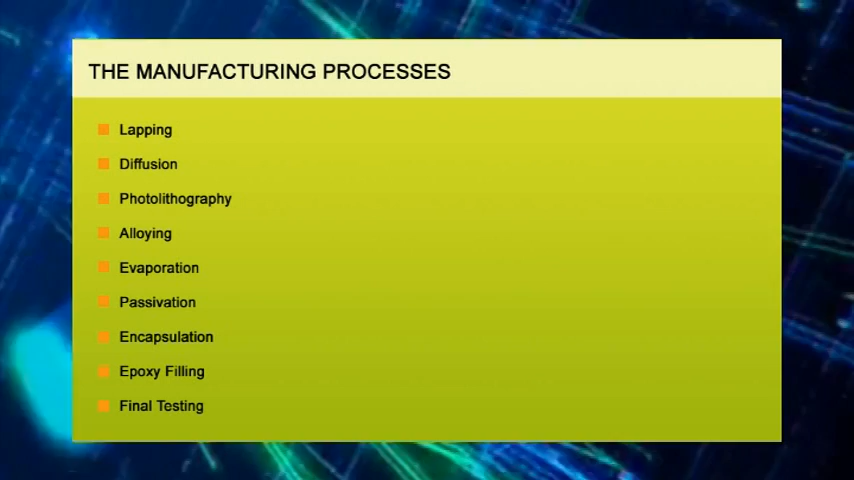 THE MANUFACTURING PROCESSES
Lapping
Diffusion
Photolithography
Alloying
Evaporation
Passivation
Encapsulation
Epoxy Filling
Final Testing